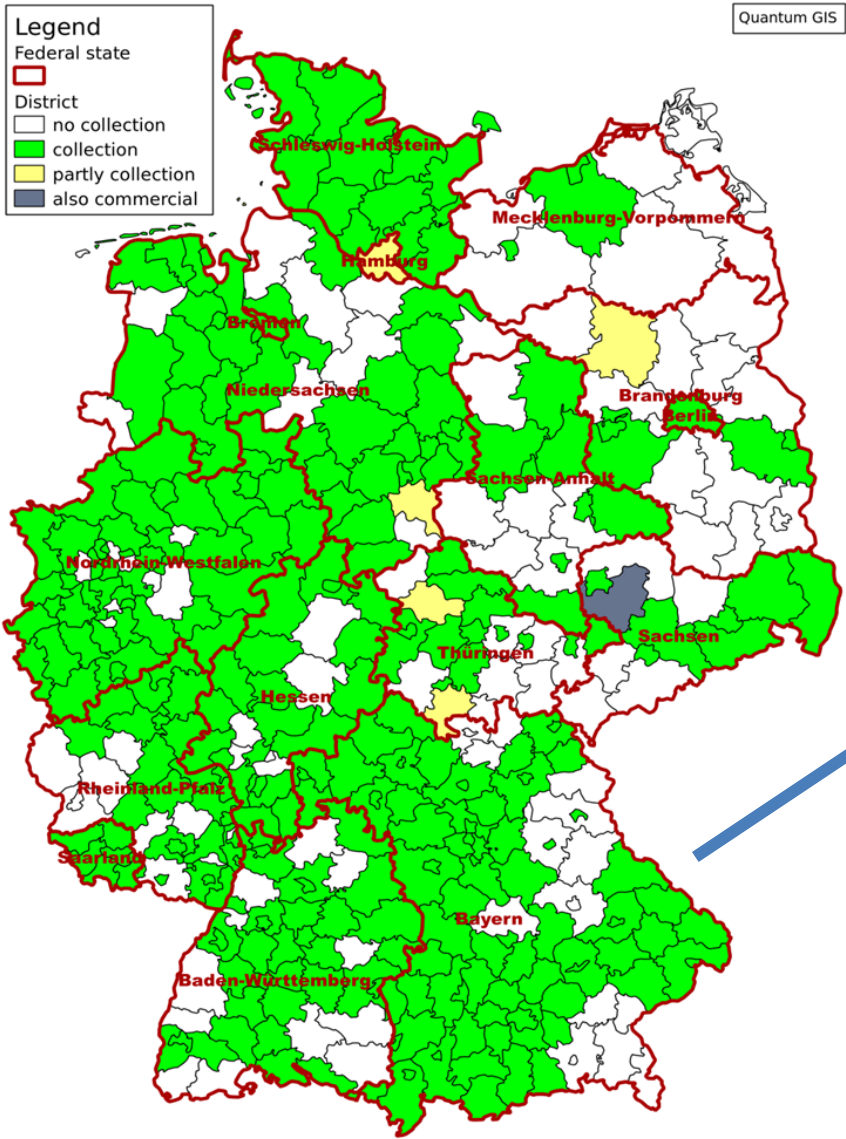 Legend
Federal state
District
no collection
collection
partly collection
also commercial
Quantum GIS
Schleswig-Holstein
Mecklenburg-Vorpommern
Hamburg
Bremen
Niedersachsen
Brandenburg
Berlin
Sachsen-Anhalt
Nordrhein-Westfalen
Sachsen
Thüringen
Hessen
Rheinland-Pfalz
Saarland
Bayern
Baden-Württemberg